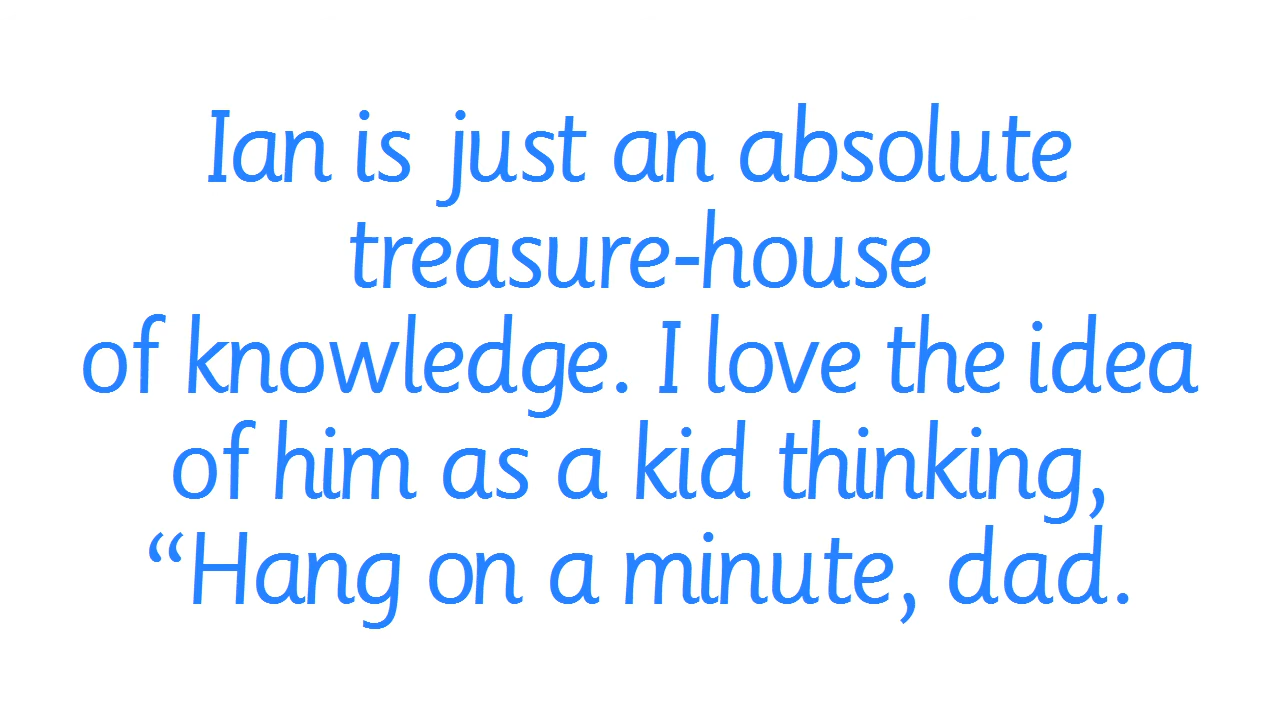 Ian is just an absolute
treasure-house
of knowledge. I love the idea
of him as a kid thinking,
“Hang on a minute, dad.